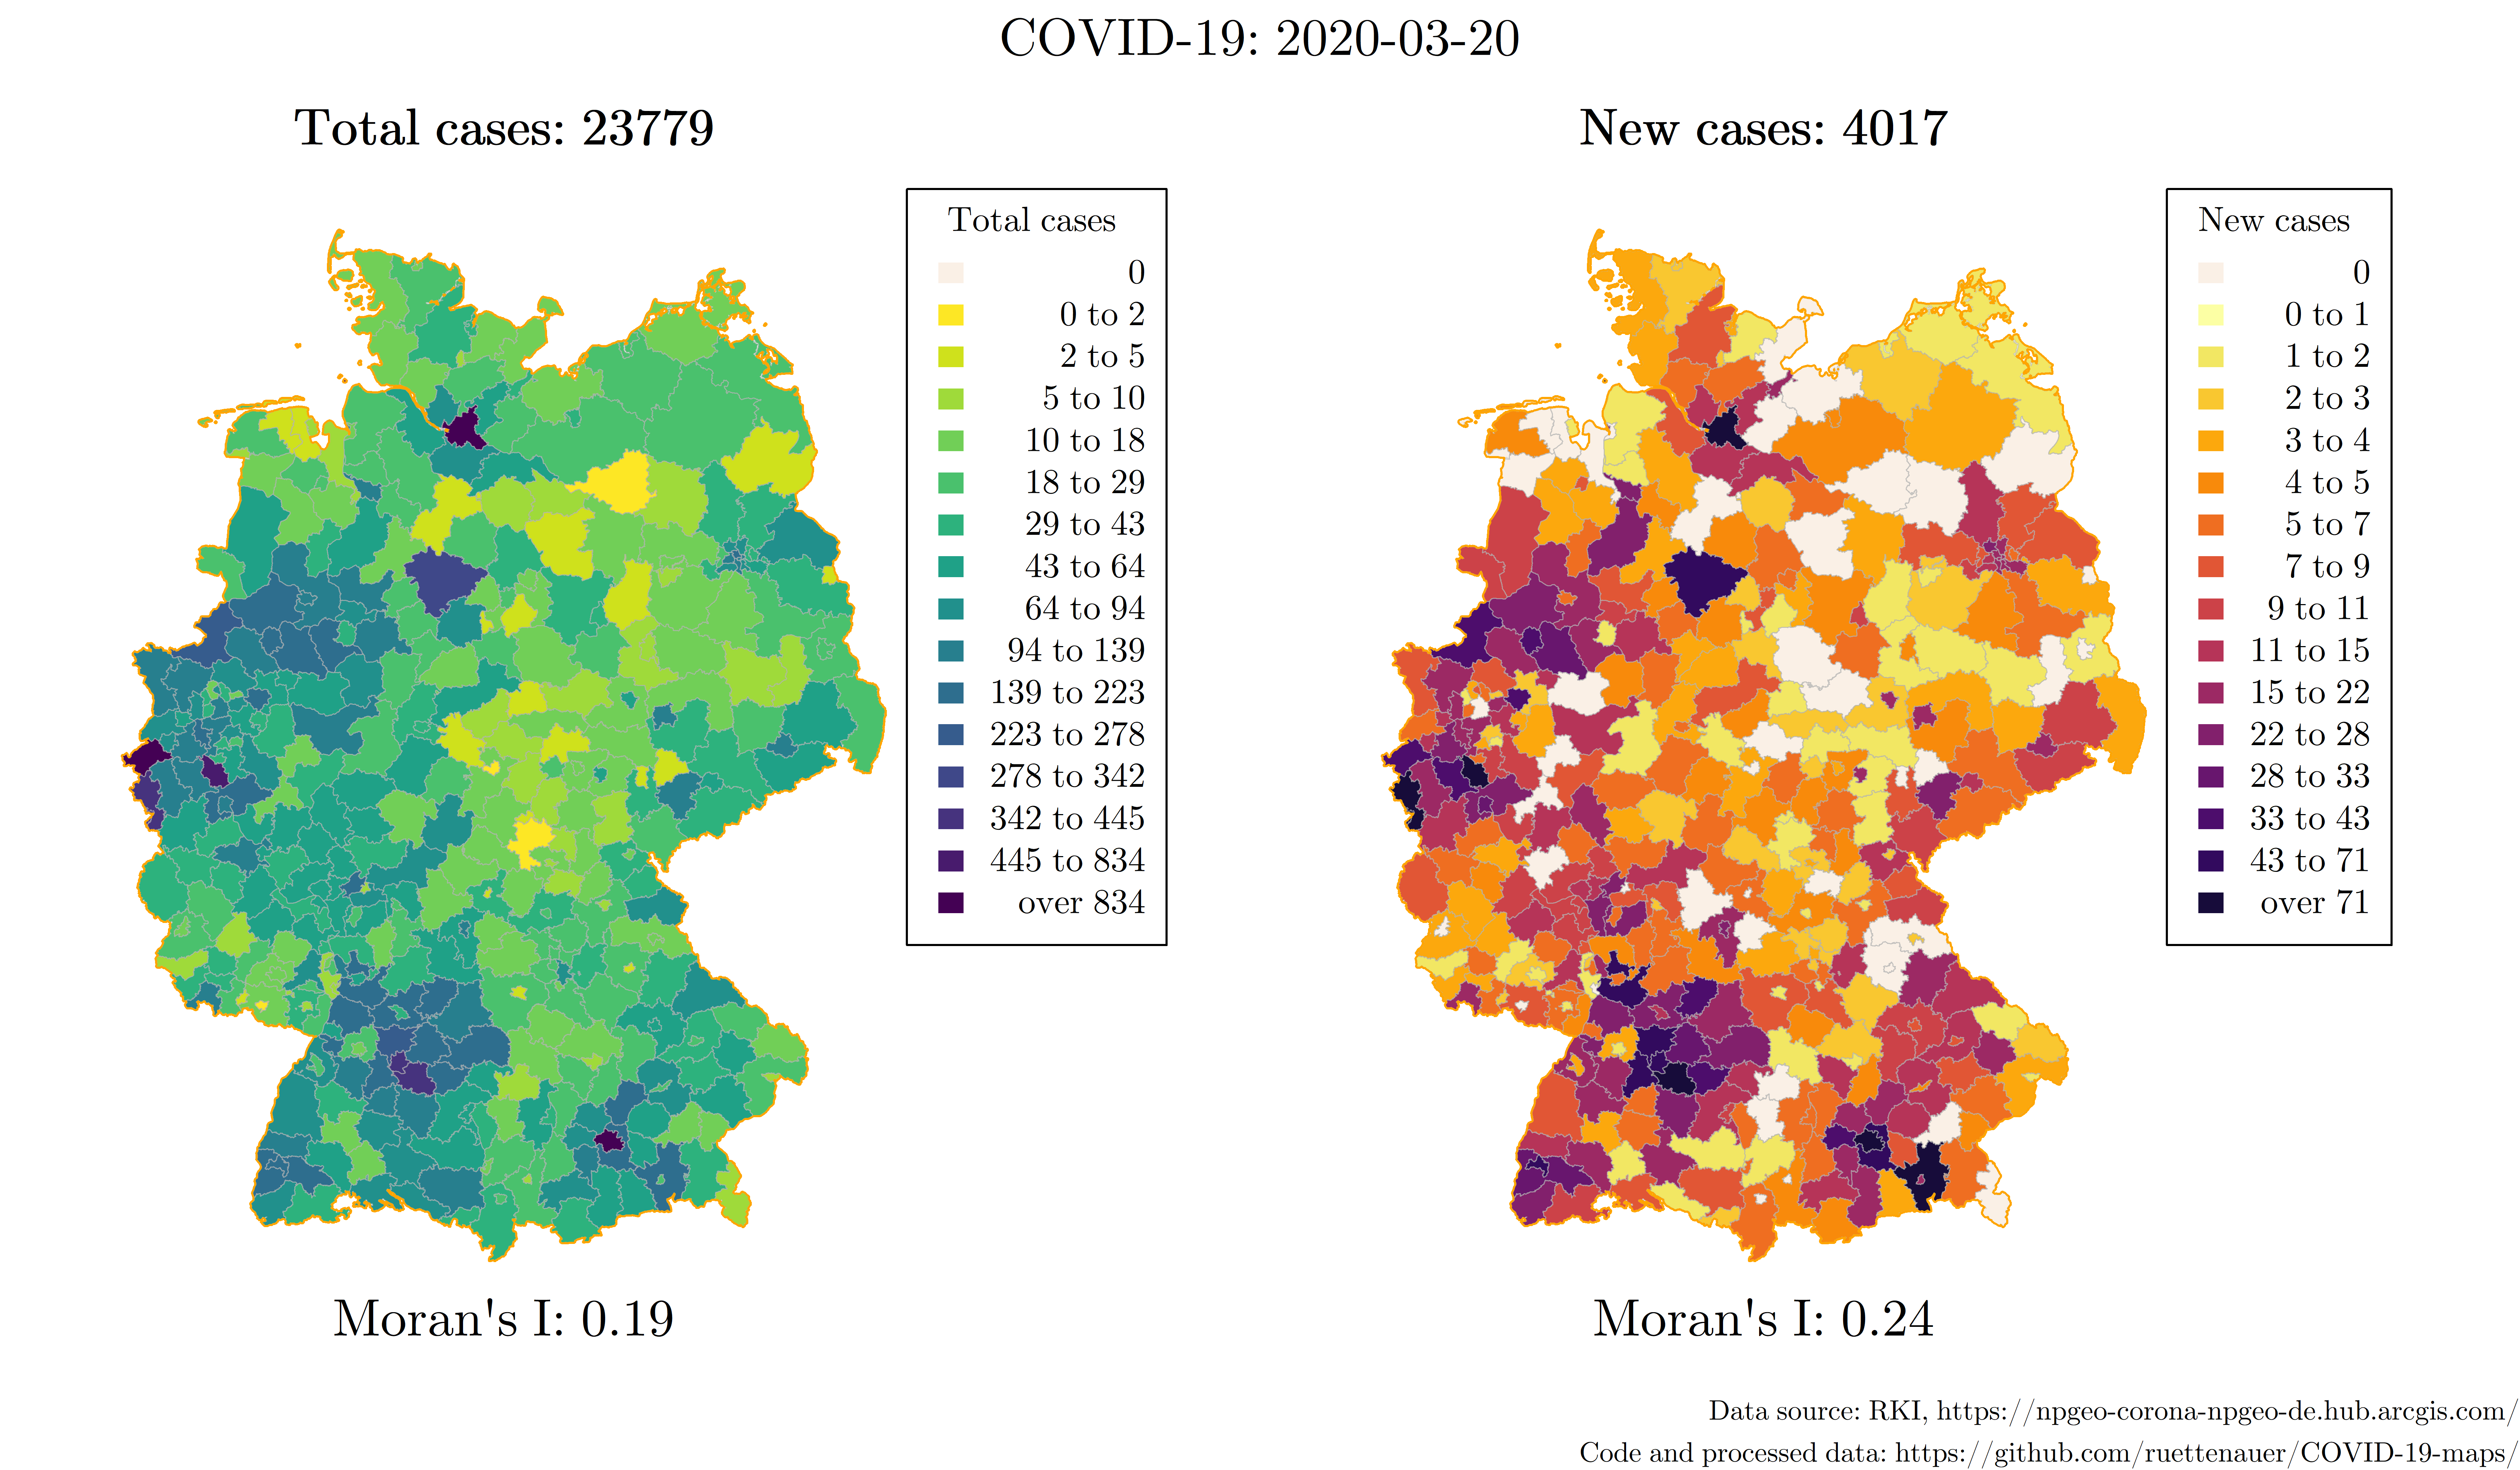 COVID-19: 2020-03-20
Total cases: 23779
Total cases
0
0 to 2
2 to 5
5 to 10
10 to 18
18 to 29
29 to 43
43 to 64
64 to 94
94 to 139
139 to 223
223 to 278
278 to 342
342 to 445
445 to 834
over 834
Moran's I: 0.19
New cases: 4017
New cases
0
0 to 1
1 to 2
2 to 3
3 to 4
4 to 5
5 to 7
7 to 9
9 to 11
11 to 15
15 to 22
22 to 28
28 to 33
33 to 43
43 to 71
over 71
Moran's I: 0.24
Data source: RKI, https://npgeo-corona-npgeo-de.hub.arcgis.com/
Code and processed data: https://github.com/ruettenauer/COVID-19-maps/